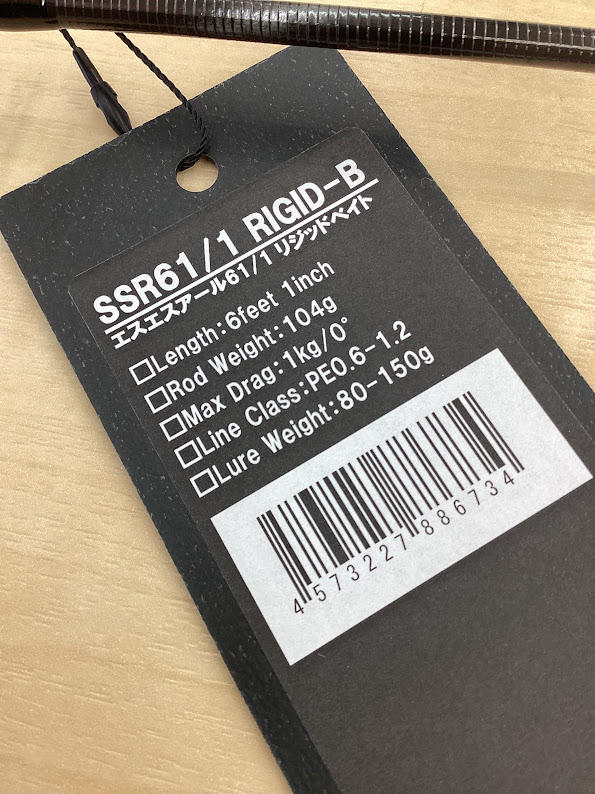 SSR61/1 RIGID-B
エスエスアール61/1 リジッドベイト
□Length:6feet 1inch
□Rod Weight:104g
□Max Drag:1kg/0°
□Line Class:PE0.6-1.2
□Lure Weight:80-150g
4573227886734